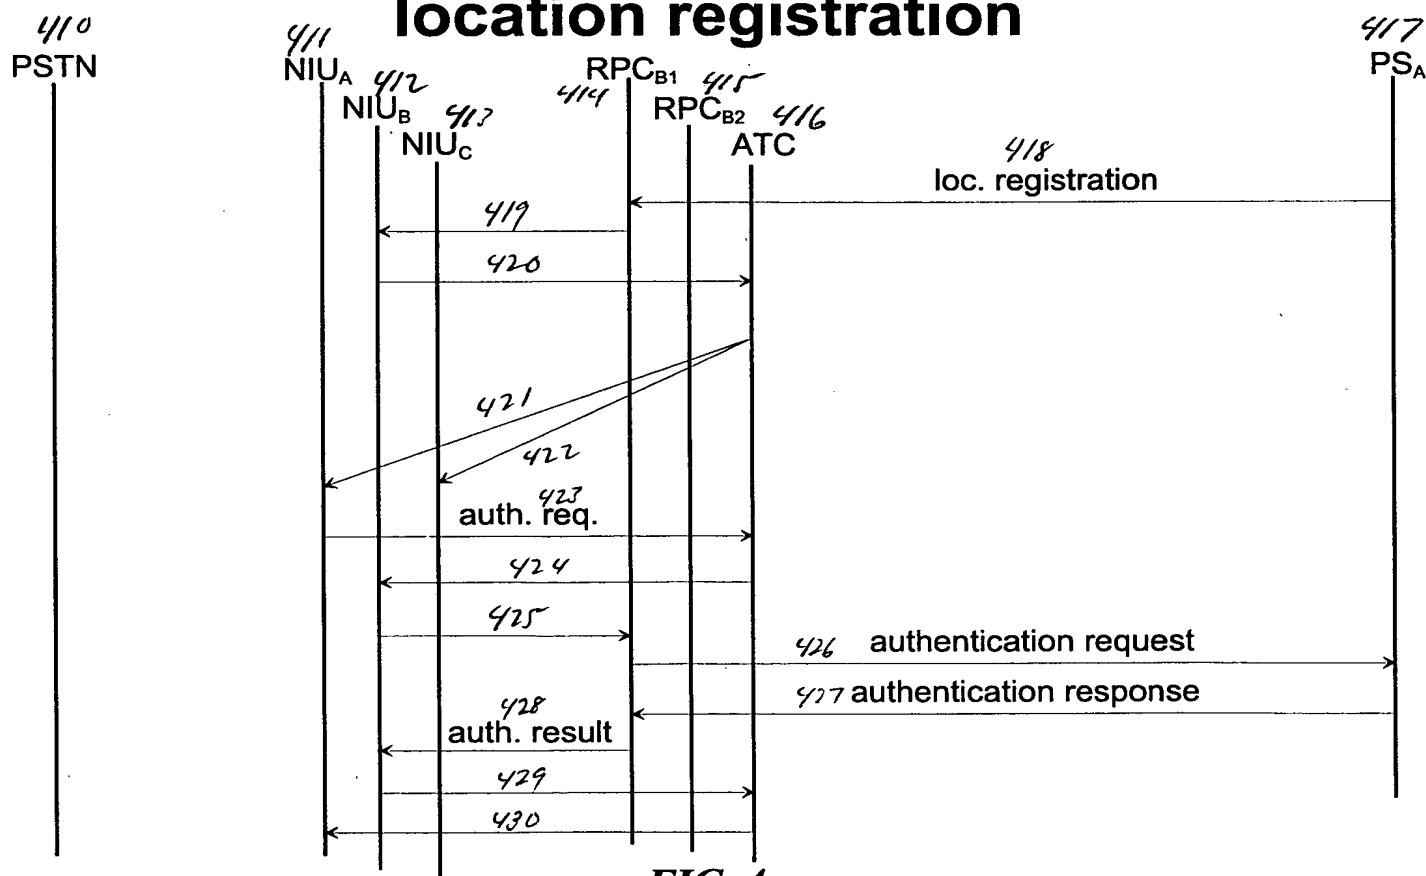 location registration
410
PSTN
411
NIUA
412
NIUB
413
NIUC
RPCB1
414
415
RPCB2
416
ATC
417
PSA
418
loc. registration
419
420
421
422
423
auth. req.
424
425
426 authentication request
427 authentication response
428
auth. result
429
430